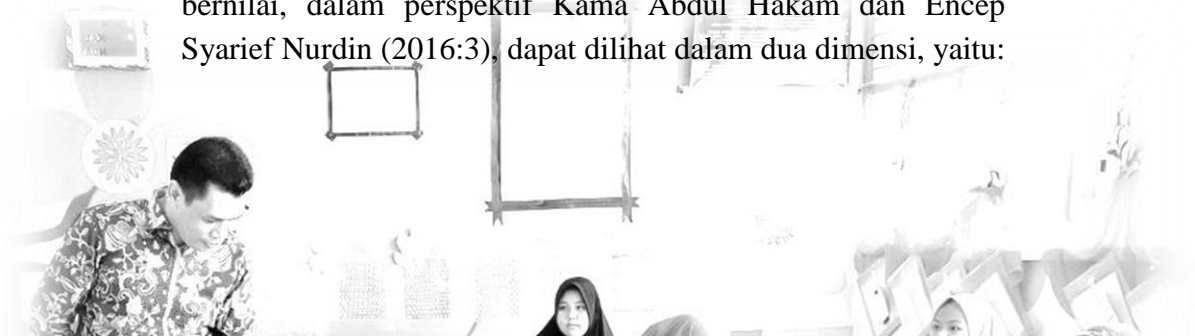 bernilai, dalam perspektif Kama Abdul Hakam dan Encep
Syarief Nurdin (2016:3), dapat dilihat dalam dua dimensi, yaitu: